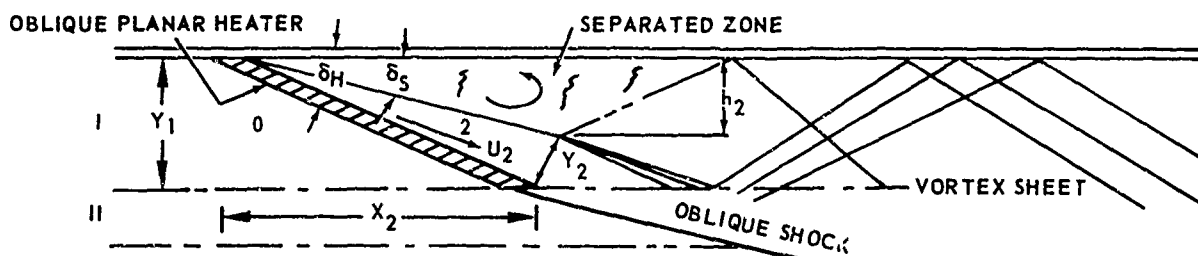 OBLIQUE PLANAR HEATER
SEPARATED ZONE
δH
δS
h2
I
Y1
0
2
U2
Y2
VORTEX SHEET
II
X2
OBLIQUE SHOCK